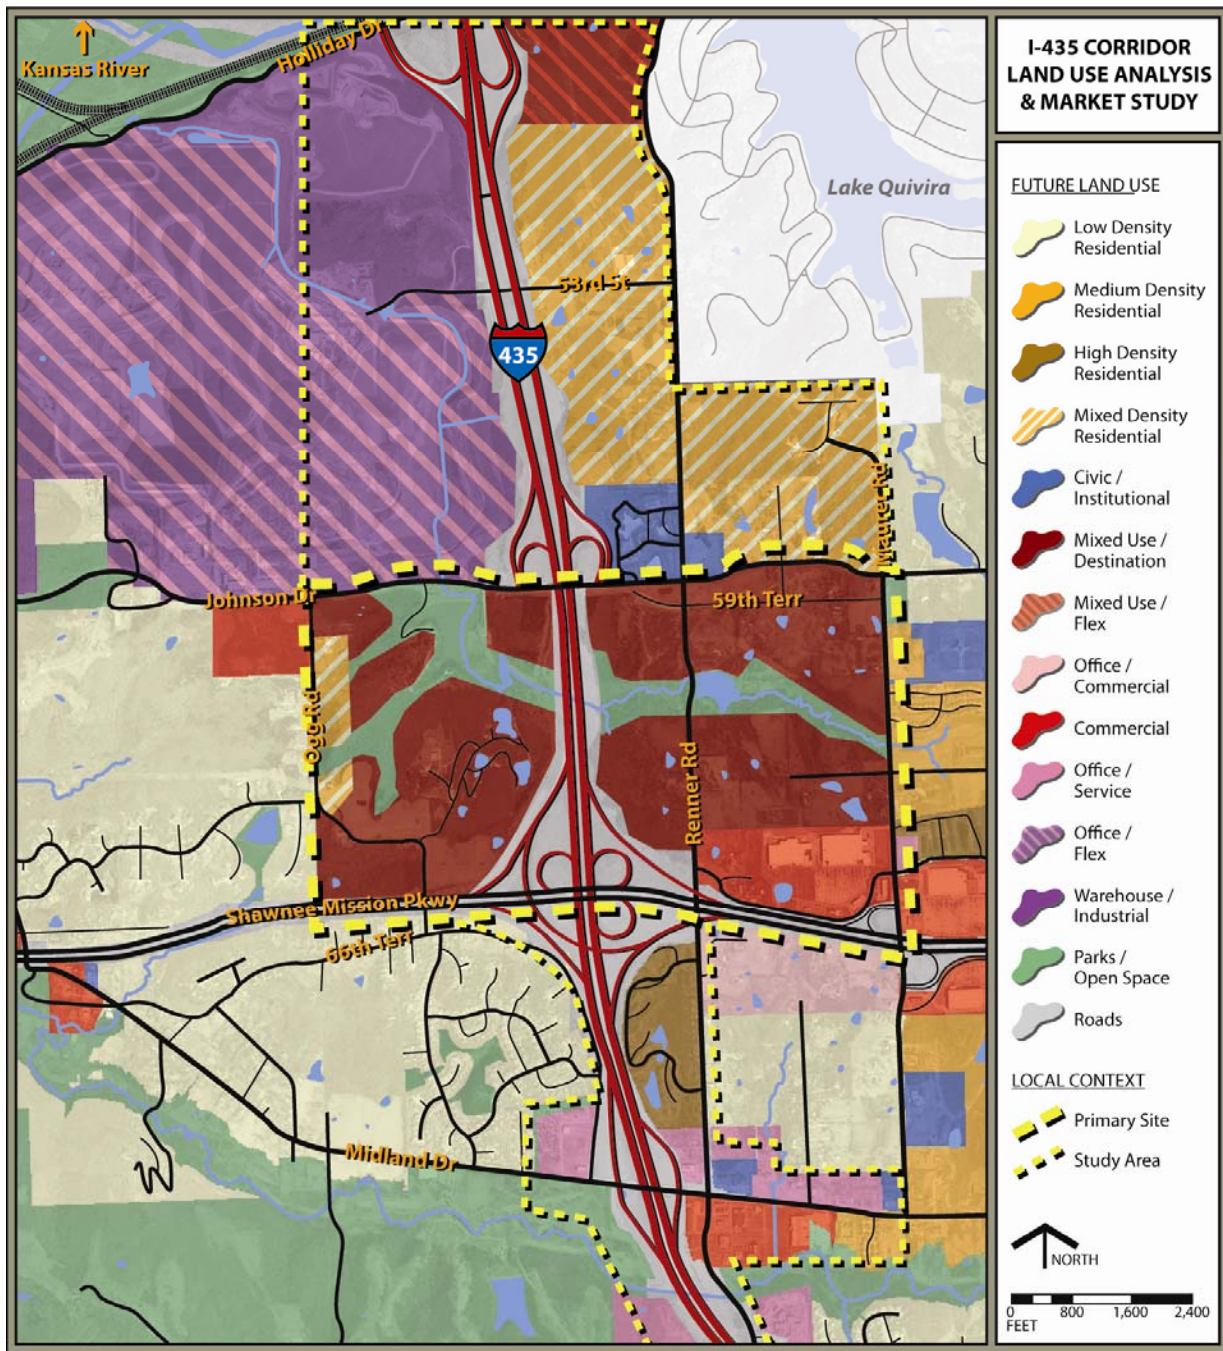 Kansas River
Holliday Dr
Lake Quivira
53rd St
435
Maurer Rd
Johnson Dr
59th Terr
Ogg Rd
Renner Rd
Shawnee Mission Pkwy
66th Terr
Midland Dr
I-435 CORRIDOR
LAND USE ANALYSIS
& MARKET STUDY
FUTURE LAND USE
Low Density
Residential
Medium Density
Residential
High Density
Residential
Mixed Density
Residential
Civic /
Institutional
Mixed Use /
Destination
Mixed Use /
Flex
Office /
Commercial
Commercial
Office /
Service
Office /
Flex
Warehouse /
Industrial
Parks /
Open Space
Roads
LOCAL CONTEXT
Primary Site
Study Area
NORTH
0 800 1,600 2,400
FEET